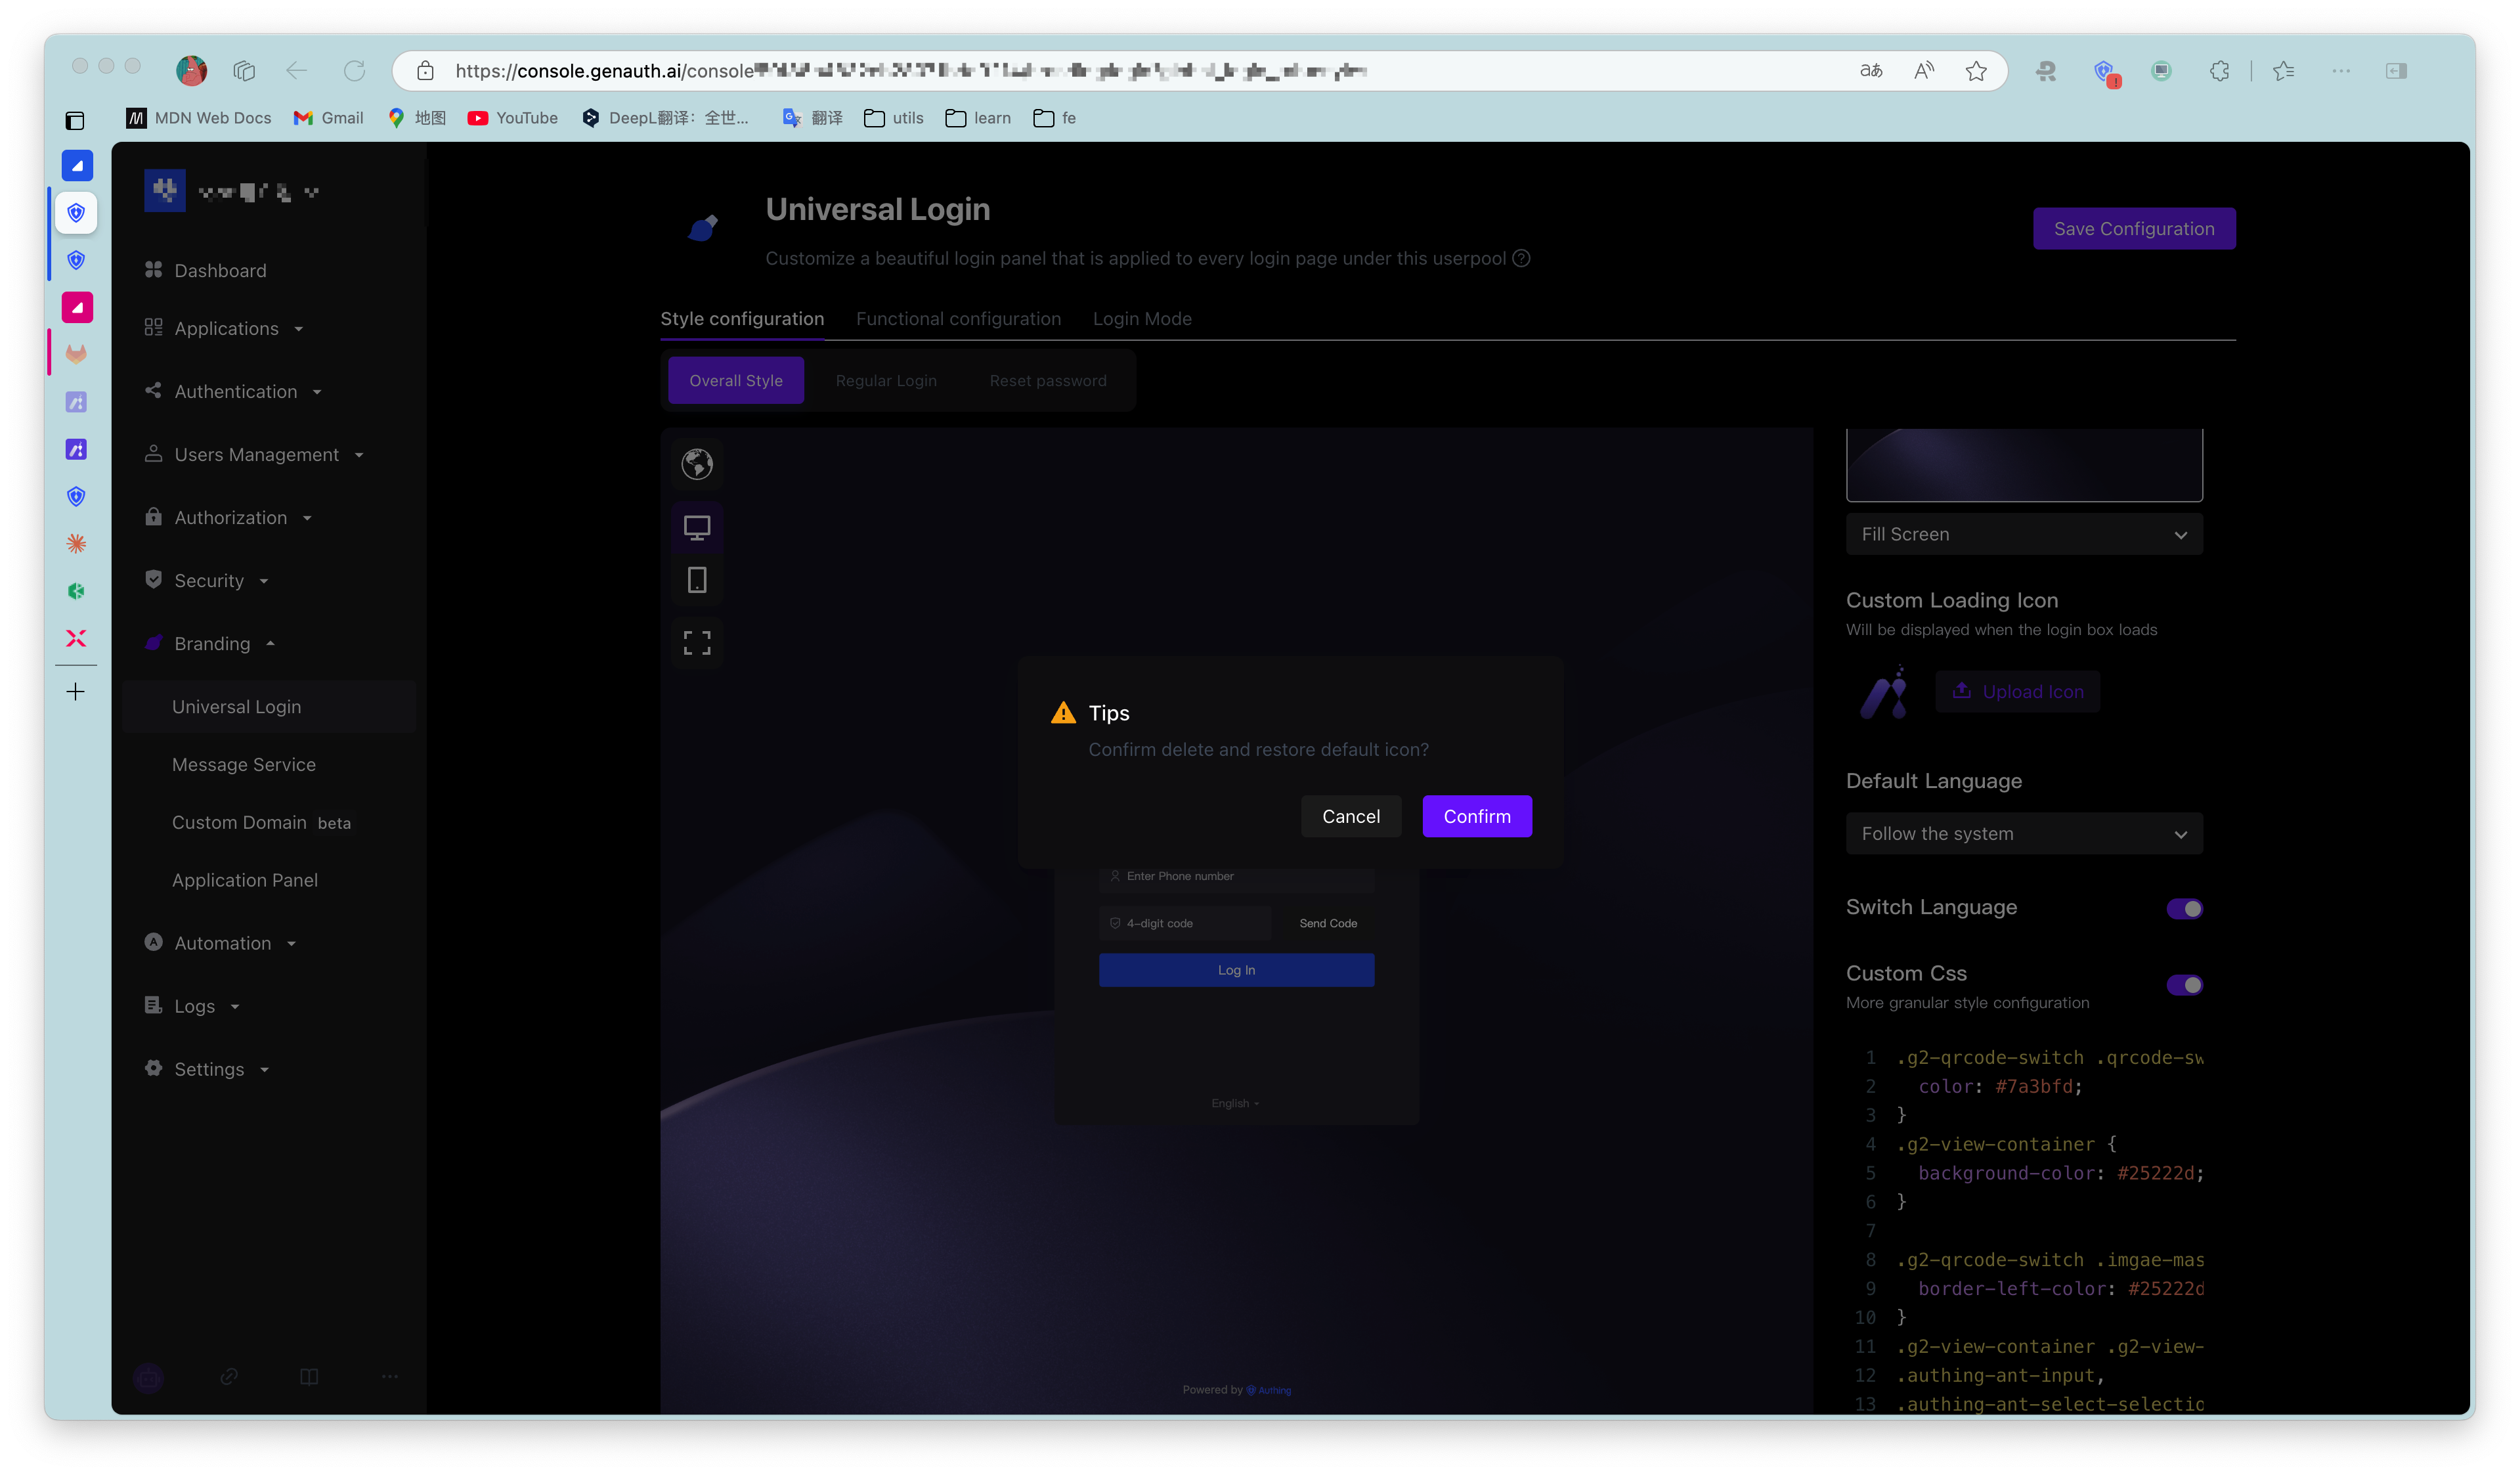 https://console.genauth.ai/console
aあ
A
MDN Web Docs
Gmail
地图
YouTube
DeepL翻译：全世...
翻译
utils
learn
fe
Dashboard
Applications
Authentication
Users Management
Authorization
Security
Branding
Universal Login
Message Service
Custom Domain beta
Application Panel
Automation
Logs
Settings
Universal Login
Customize a beautiful login panel that is applied to every login page under this userpool
Save Configuration
Style configuration
Functional configuration
Login Mode
Overall Style
Regular Login
Reset password
Tips
Confirm delete and restore default icon?
Cancel
Confirm
Enter Phone number
4-digit code
Send Code
Log In
English
Powered by Authing
Fill Screen
Custom Loading Icon
Will be displayed when the login box loads
Upload Icon
Default Language
Follow the system
Switch Language
Custom Css
More granular style configuration
1 .g2-qrcode-switch .qrcode-sw
2 color: #7a3bfd;
3 }
4 .g2-view-container {
5 background-color: #25222d;
6 }
7
8 .g2-qrcode-switch .imgae-mas
9 border-left-color: #25222d
10 }
11 .g2-view-container .g2-view-
12 .authing-ant-input,
13 .authing-ant-select-selectio